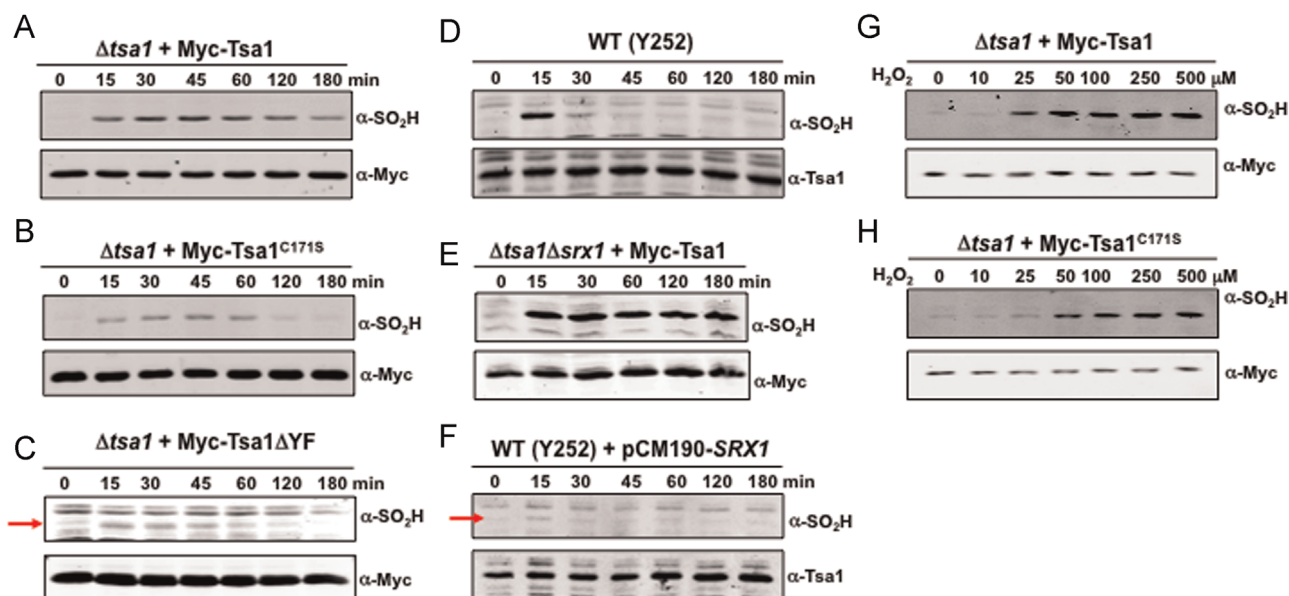 A
Δtsa1 + Myc-Tsa1
0 15 30 45 60 120 180 min
α-SO₂H
α-Myc
B
Δtsa1 + Myc-Tsa1ᶜ¹⁷¹ˢ
0 15 30 45 60 120 180 min
α-SO₂H
α-Myc
C
Δtsa1 + Myc-Tsa1ΔYF
0 15 30 45 60 120 180 min
α-SO₂H
α-Myc
D
WT (Y252)
0 15 30 45 60 120 180 min
α-SO₂H
α-Tsa1
E
Δtsa1Δsrx1 + Myc-Tsa1
0 15 30 60 120 180 min
α-SO₂H
α-Myc
F
WT (Y252) + pCM190-SRX1
0 15 30 45 60 120 180 min
α-SO₂H
α-Tsa1
G
Δtsa1 + Myc-Tsa1
H₂O₂ 0 10 25 50 100 250 500 μM
α-SO₂H
α-Myc
H
Δtsa1 + Myc-Tsa1ᶜ¹⁷¹ˢ
H₂O₂ 0 10 25 50 100 250 500 μM
α-SO₂H
α-Myc